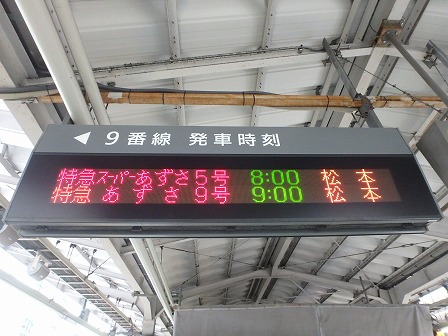 ◀ 9番線 発車時刻
特急スーパーあずさ5号 8:00 松本
特急あずさ9号 9:00 松本